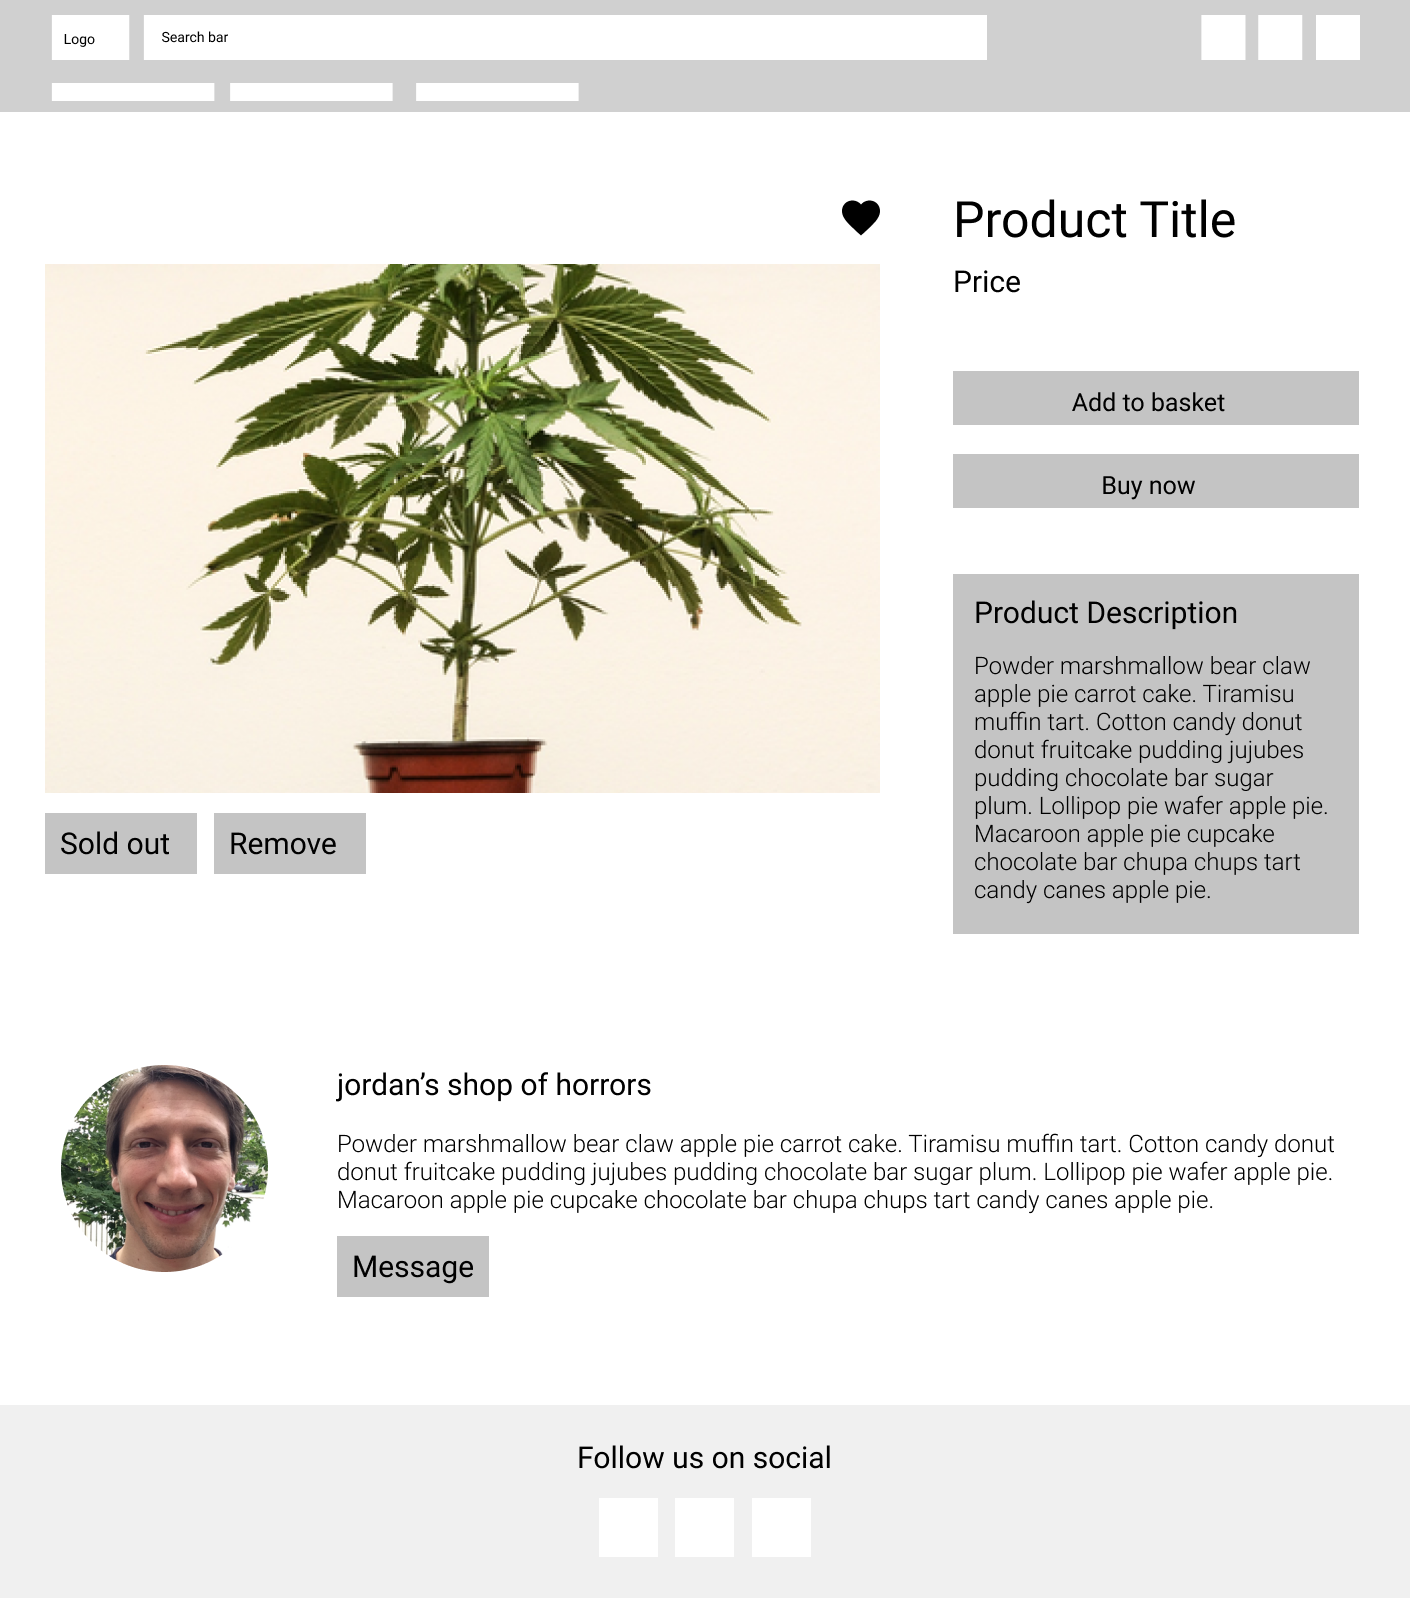 Logo
Search bar
Product Title
Price
Add to basket
Buy now
Product Description
Powder marshmallow bear claw
apple pie carrot cake. Tiramisu
muffin tart. Cotton candy donut
donut fruitcake pudding jujubes
pudding chocolate bar sugar
plum. Lollipop pie wafer apple pie.
Macaroon apple pie cupcake
chocolate bar chupa chups tart
candy canes apple pie.
Sold out
Remove
jordan’s shop of horrors
Powder marshmallow bear claw apple pie carrot cake. Tiramisu muffin tart. Cotton candy donut
donut fruitcake pudding jujubes pudding chocolate bar sugar plum. Lollipop pie wafer apple pie.
Macaroon apple pie cupcake chocolate bar chupa chups tart candy canes apple pie.
Message
Follow us on social